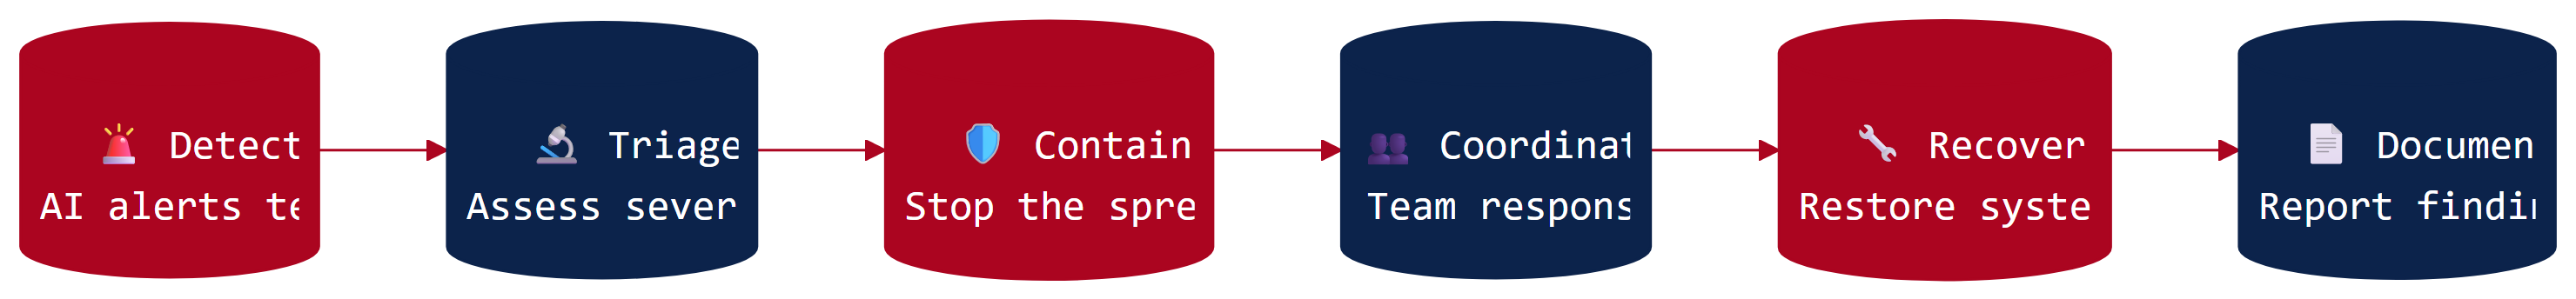 Detect
AI alerts te
Triage
Assess sever
Contain
Stop the spre
Coordinat
Team respons
Recover
Restore syste
Documen
Report findin